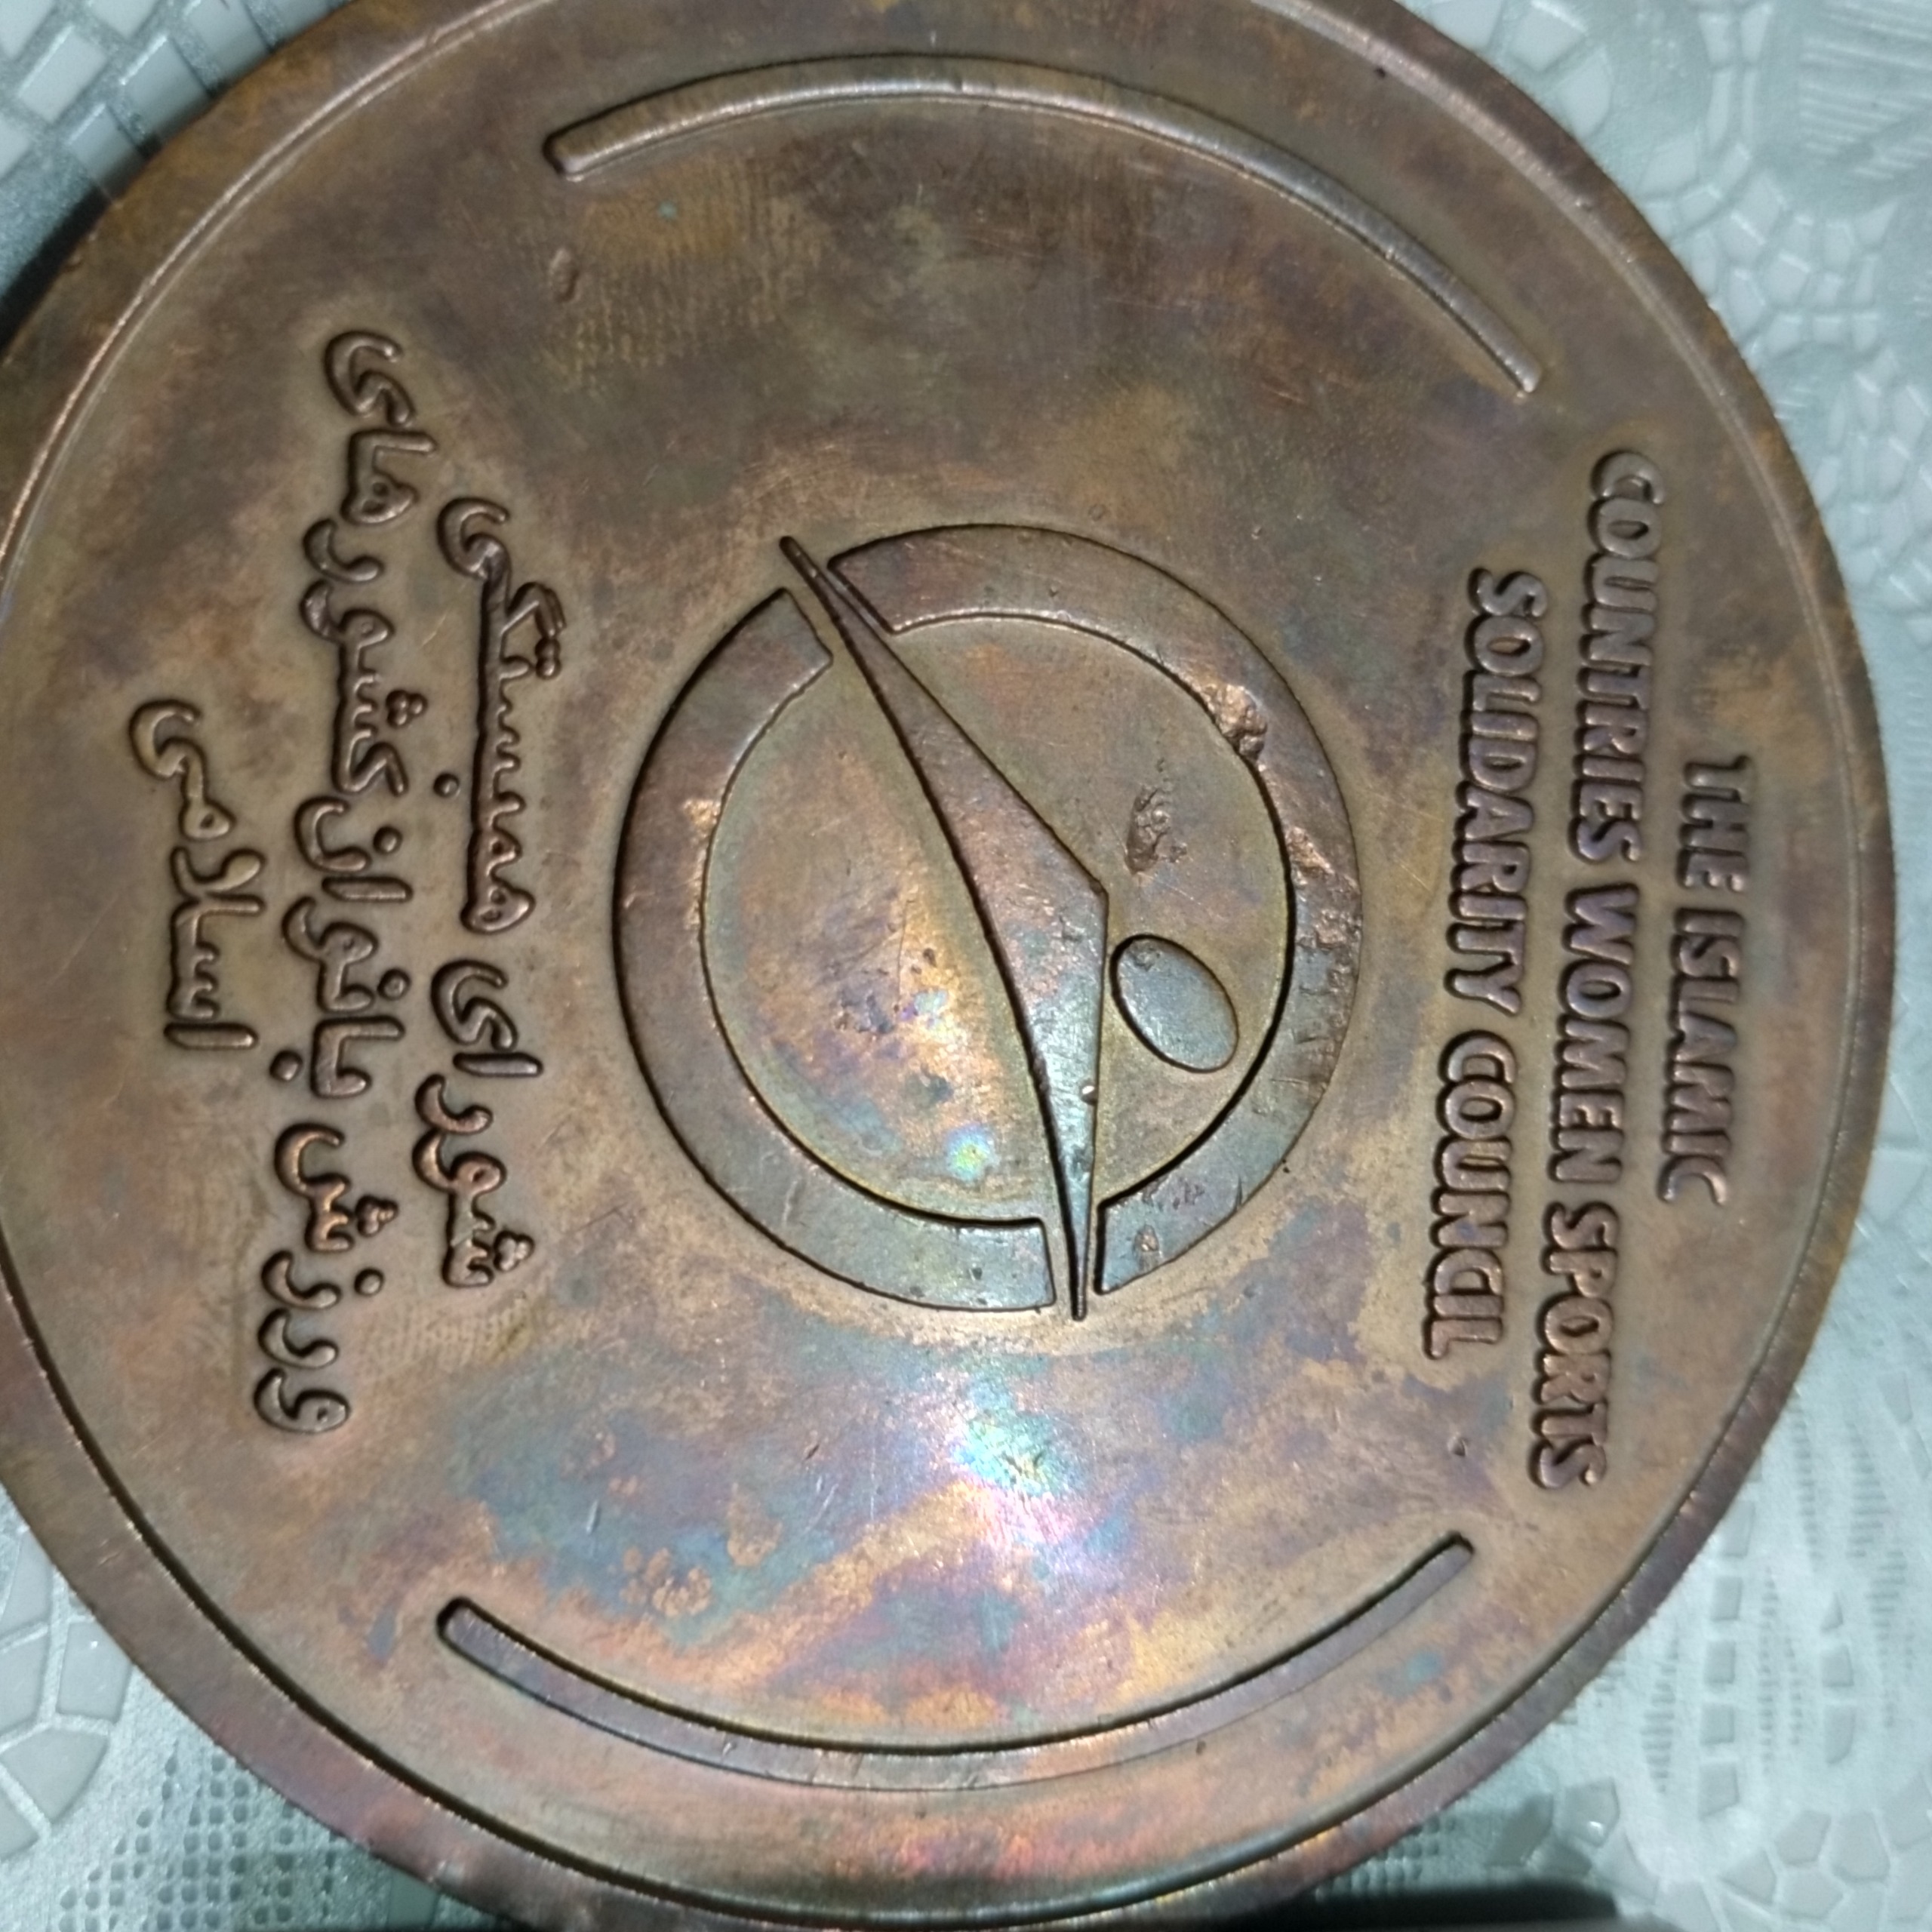 THE ISLAMIC
COUNTRIES WOMEN SPORTS
SOLIDARITY COUNCIL
شورای همبستگی
ورزش بانوان کشورهای
اسلامی